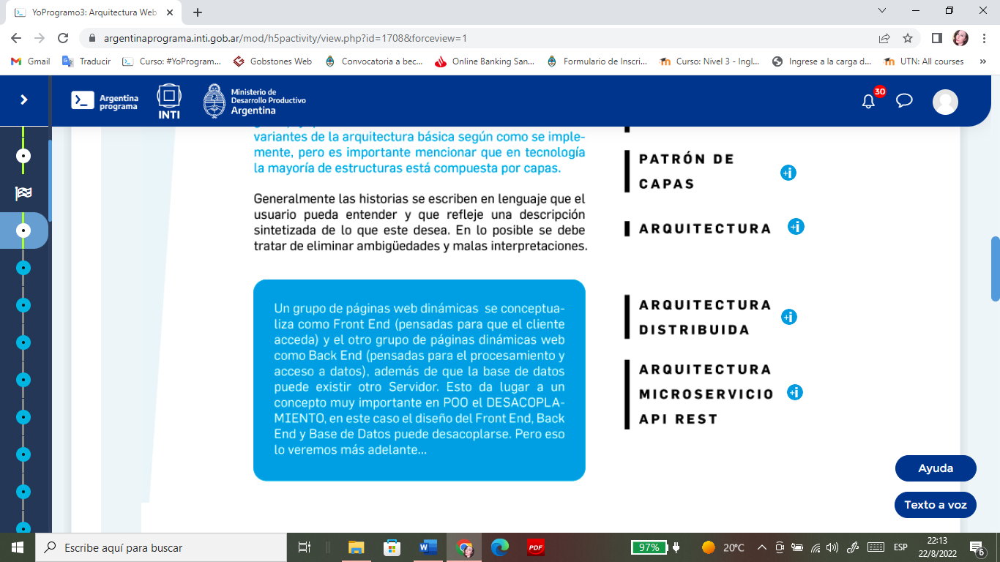 YoProgramo3: Arquitectura Web
argentinaprograma.inti.gob.ar/mod/h5pactivity/view.php?id=1708&forceview=1
Gmail
Traducir
Curso: #YoProgram...
Gobstones Web
Convocatoria a bec...
Online Banking San...
Formulario de Inscri...
Curso: Nivel 3 - Ingl...
Ingrese a la carga d...
UTN: All courses
»
Argentina
programa
INTI
Ministerio de
Desarrollo Productivo
Argentina
30
variantes de la arquitectura básica según como se imple-
mente, pero es importante mencionar que en tecnología
la mayoría de estructuras está compuesta por capas.
Generalmente las historias se escriben en lenguaje que el
usuario pueda entender y que refleje una descripción
sintetizada de lo que este desea. En lo posible se debe
tratar de eliminar ambigüedades y malas interpretaciones.
Un grupo de páginas web dinámicas se conceptua-
liza como Front End (pensadas para que el cliente
acceda) y el otro grupo de páginas dinámicas web
como Back End (pensadas para el procesamiento y
acceso a datos), además de que la base de datos
puede existir otro Servidor. Esto da lugar a un
concepto muy importante en POO el DESACOPLA-
MIENTO, en este caso el diseño del Front End, Back
End y Base de Datos puede desacoplarse. Pero eso
lo veremos más adelante...
PATRÓN DE
CAPAS
+i
ARQUITECTURA
+i
ARQUITECTURA
DISTRIBUIDA
+i
ARQUITECTURA
MICROSERVICIO
API REST
+i
Ayuda
Texto a voz
Escribe aquí para buscar
PDF
97%
20°C
ESP
22:13
22/8/2022
6